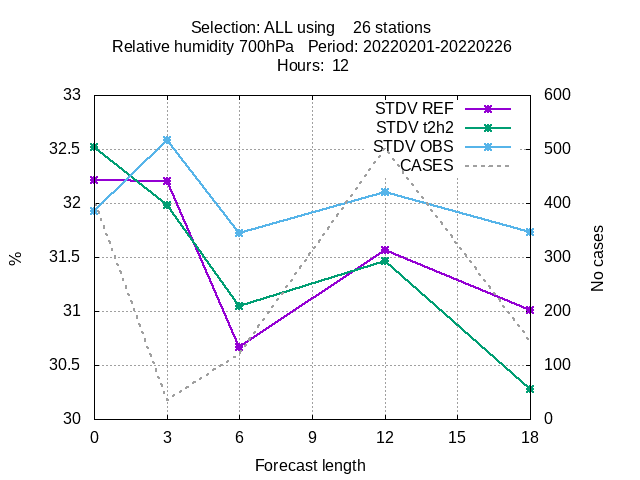 Selection: ALL using    26 stations
Relative humidity 700hPa   Period: 20220201-20220226
Hours:  12
33
32.5
32
31.5
31
30.5
30
%
600
500
400
300
200
100
0
No cases
STDV REF
STDV t2h2
STDV OBS
CASES
0 3 6 9 12 15 18
Forecast length